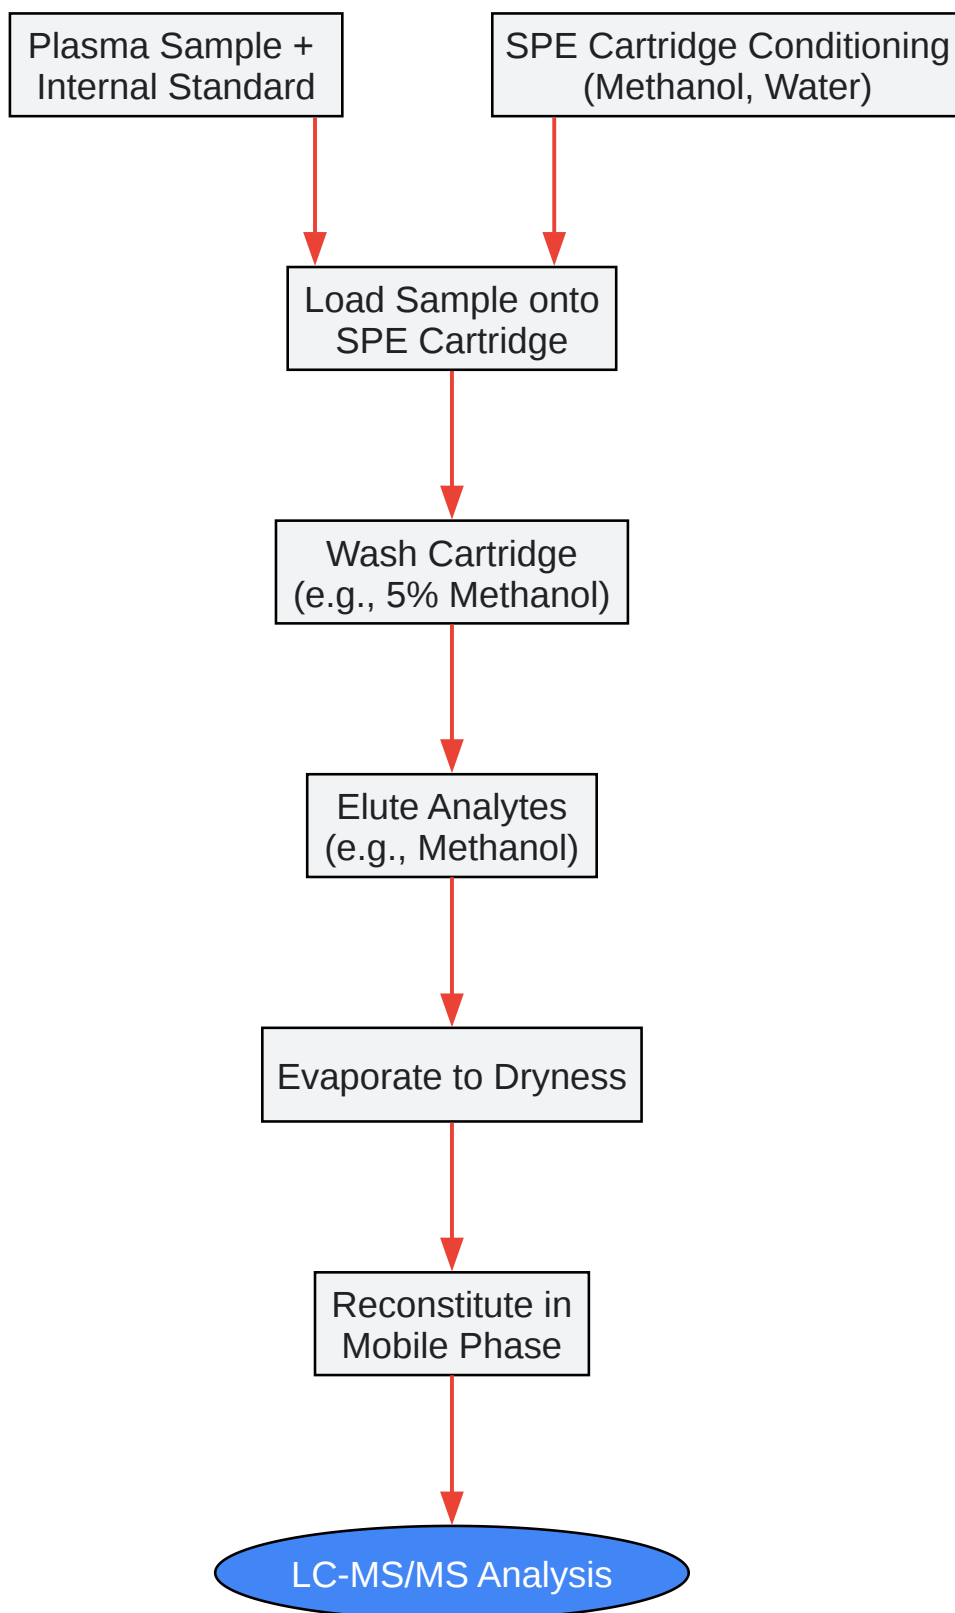 Plasma Sample +
Internal Standard
SPE Cartridge Conditioning
(Methanol, Water)
Load Sample onto
SPE Cartridge
Wash Cartridge
(e.g., 5% Methanol)
Elute Analytes
(e.g., Methanol)
Evaporate to Dryness
Reconstitute in
Mobile Phase
LC-MS/MS Analysis